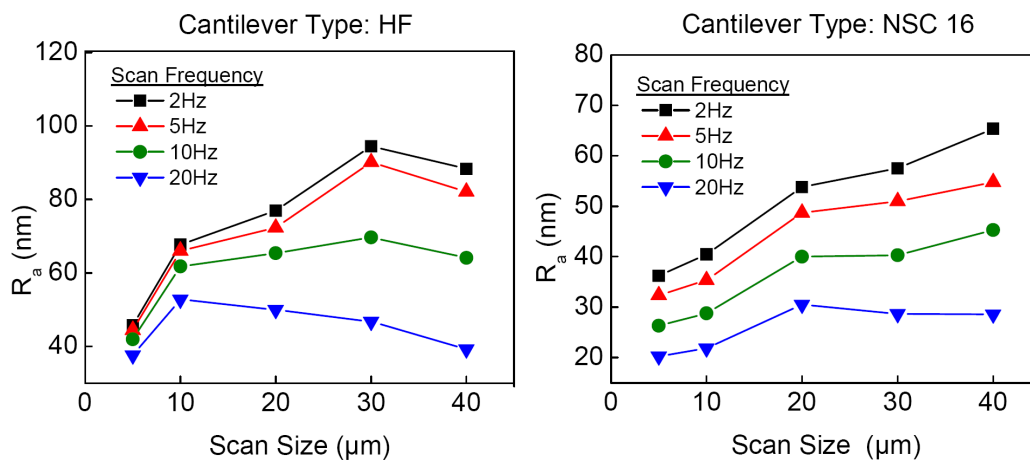 Cantilever Type: HF
120
100
80
60
40
0
10
20
30
40
R_a (nm)
Scan Size (μm)
Scan Frequency
2Hz
5Hz
10Hz
20Hz
Cantilever Type: NSC 16
80
70
60
50
40
30
20
0
10
20
30
40
R_a (nm)
Scan Size (μm)
Scan Frequency
2Hz
5Hz
10Hz
20Hz